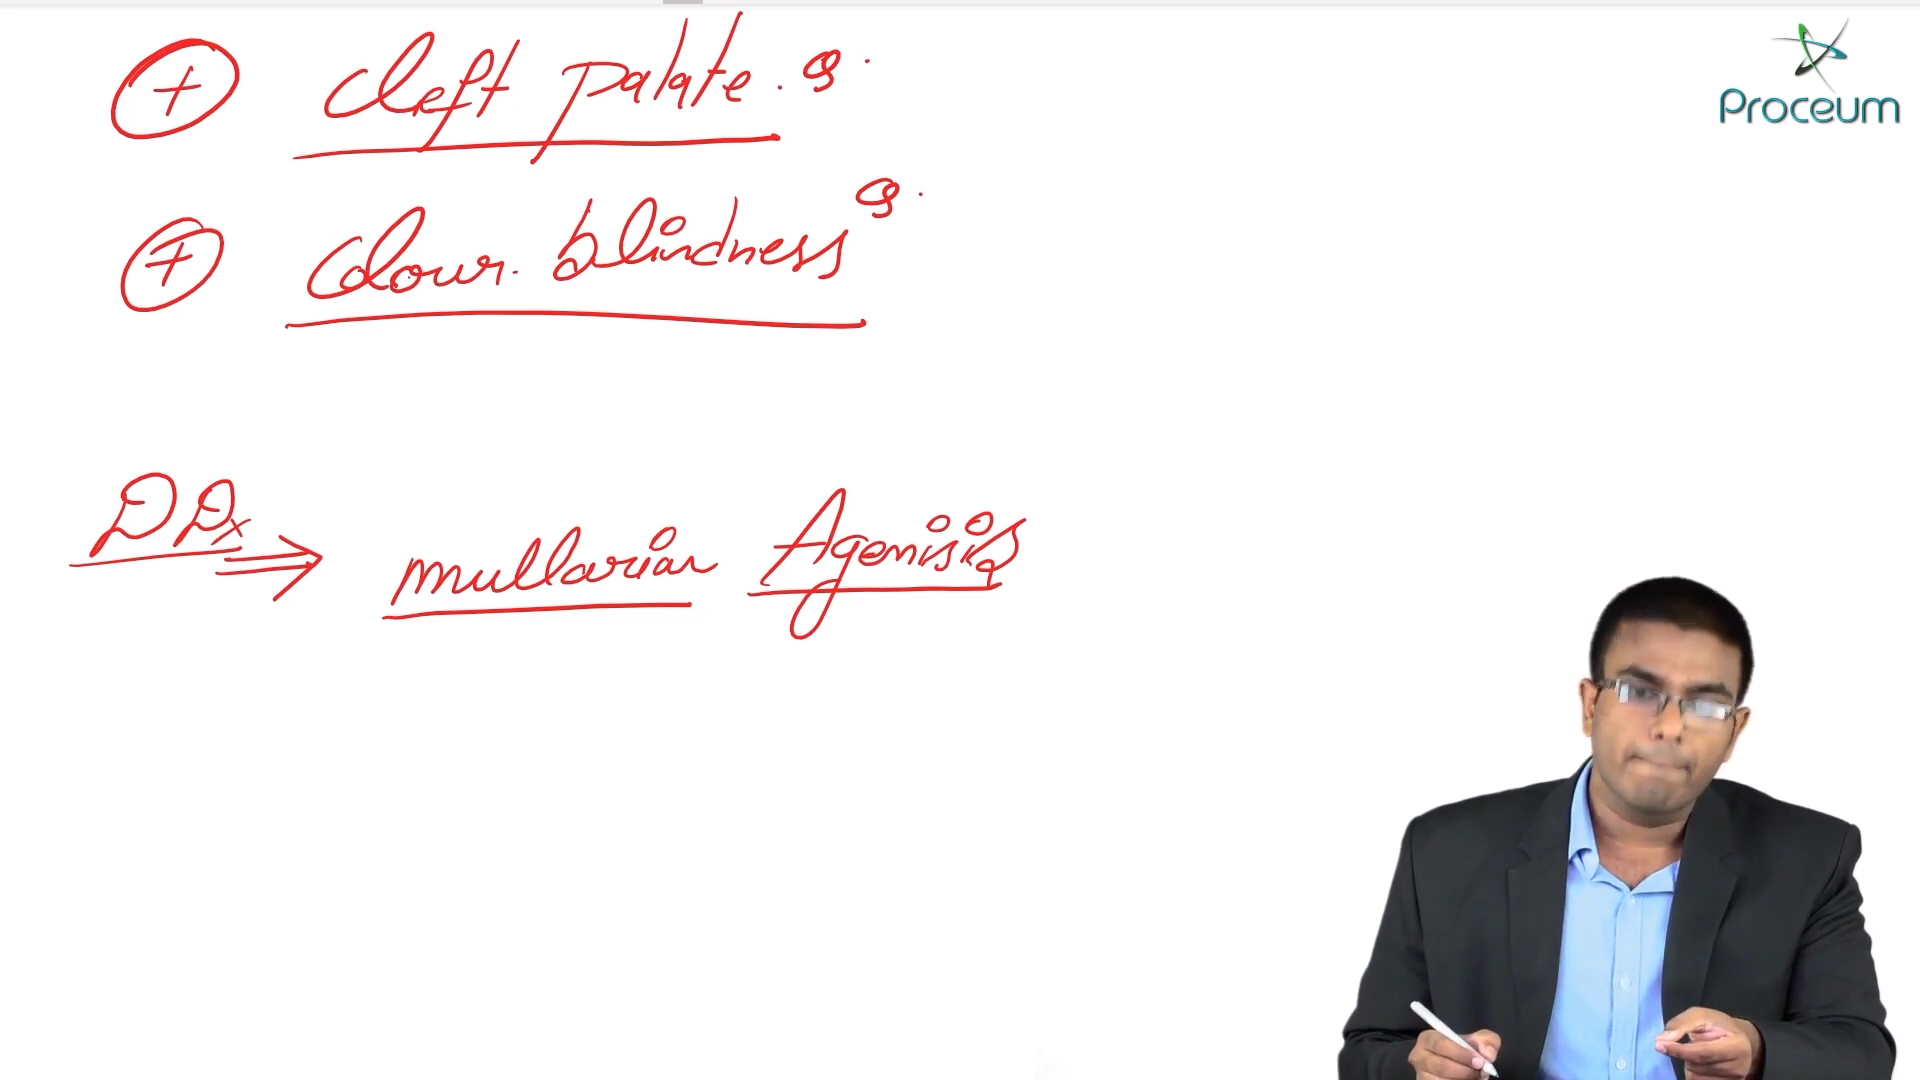 Proceum
+ Cleft palate.
+ Colour blindness
DDx ⇒ mullarian Agenisis